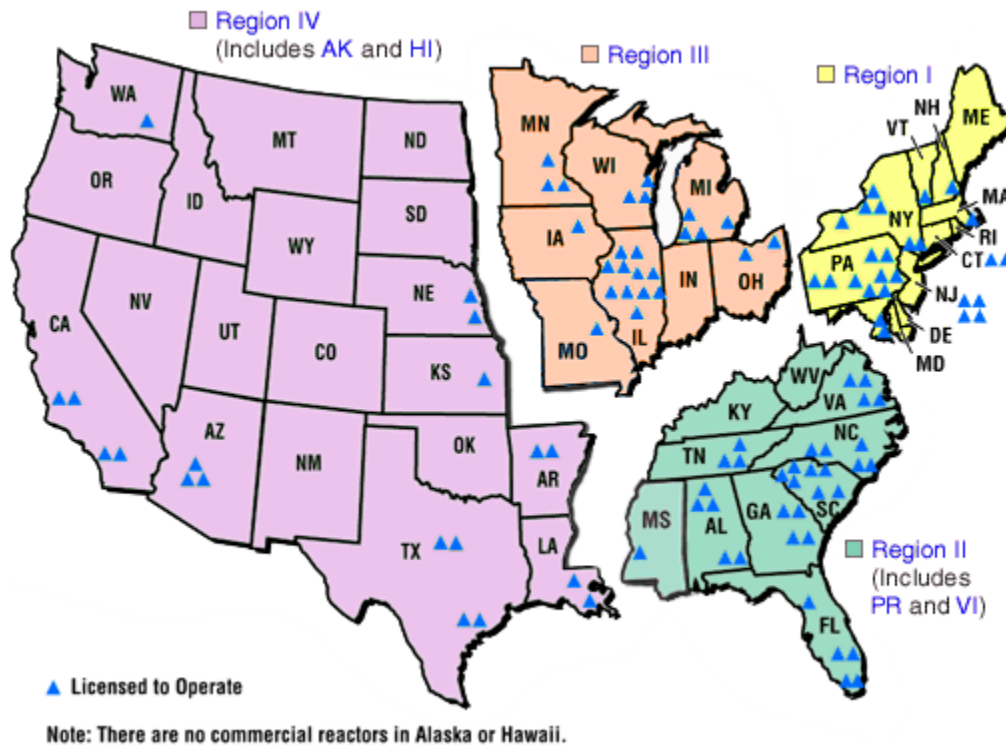 Region IV
(Includes AK and HI)
Region III
Region I
WA
MT
ND
MN
WI
MI
VT
NH
ME
OR
ID
SD
WY
IA
NY
MA
RI
CT
NV
NE
IL
IN
OH
PA
NJ
CA
UT
CO
KS
MO
DE
MD
AZ
NM
OK
AR
WV
KY
VA
TN
NC
TX
LA
MS
AL
GA
SC
Region II
(Includes
PR and VI)
FL
Licensed to Operate
Note: There are no commercial reactors in Alaska or Hawaii.